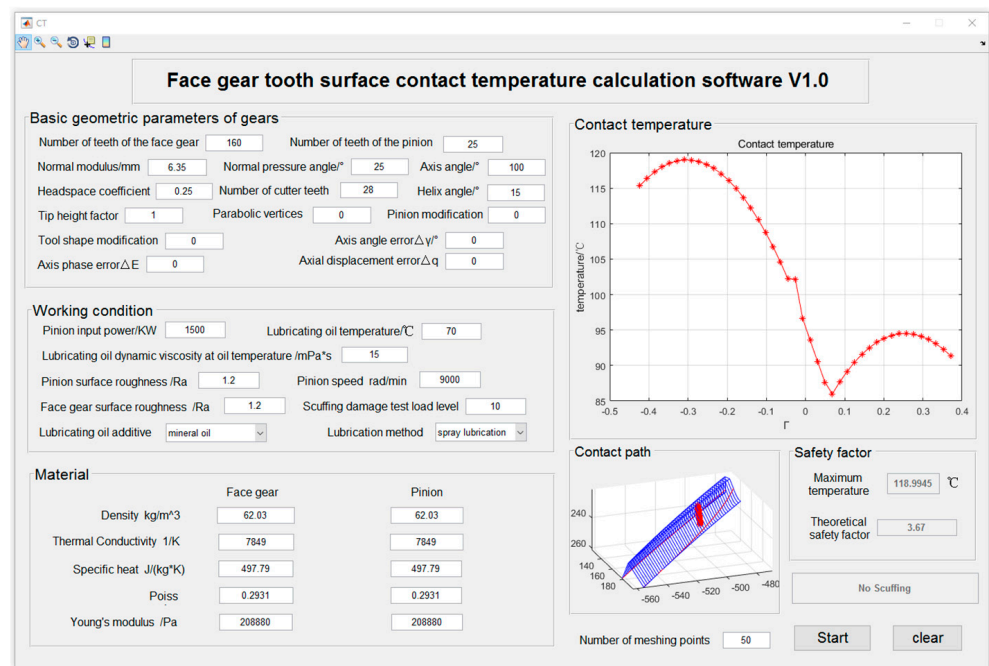 CT
Face gear tooth surface contact temperature calculation software V1.0
Basic geometric parameters of gears
Number of teeth of the face gear 160 Number of teeth of the pinion 25
Normal modulus/mm 6.35 Normal pressure angle/° 25 Axis angle/° 100
Headspace coefficient 0.25 Number of cutter teeth 28 Helix angle/° 15
Tip height factor 1 Parabolic vertices 0 Pinion modification 0
Tool shape modification 0 Axis angle error△γ/° 0
Axis phase error△E 0 Axial displacement error△q 0
Working condition
Pinion input power/KW 1500 Lubricating oil temperature/℃ 70
Lubricating oil dynamic viscosity at oil temperature /mPa*s 15
Pinion surface roughness /Ra 1.2 Pinion speed rad/min 9000
Face gear surface roughness /Ra 1.2 Scuffing damage test load level 10
Lubricating oil additive mineral oil Lubrication method spray lubrication
Material
Face gear Pinion
Density kg/m^3 62.03 62.03
Thermal Conductivity 1/K 7849 7849
Specific heat J/(kg*K) 497.79 497.79
Poiss 0.2931 0.2931
Young's modulus /Pa 208880 208880
Contact temperature
Contact temperature
temperature/℃
120
115
110
105
100
95
90
85
-0.5 -0.4 -0.3 -0.2 -0.1 0 0.1 0.2 0.3 0.4
Γ
Contact path
240
260
140
160
180
-560 -540 -520 -500 -480
Safety factor
Maximum
temperature 118.9945 ℃
Theoretical
safety factor 3.67
No Scuffing
Number of meshing points 50 Start clear